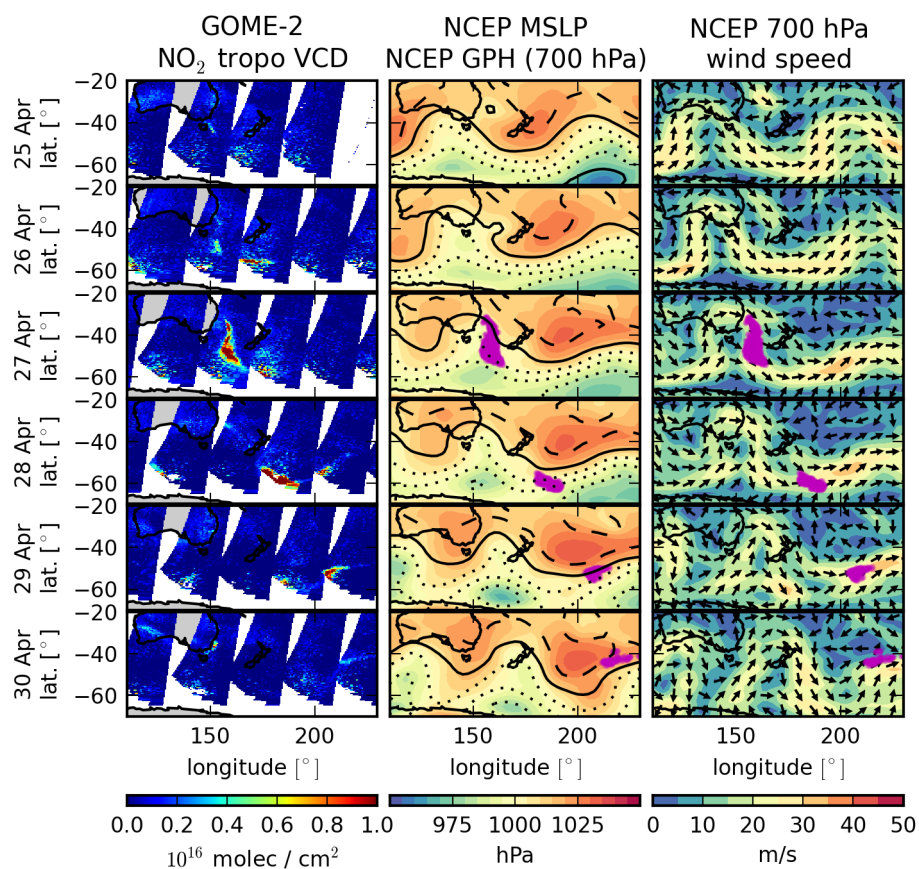 GOME-2
NO₂ tropo VCD
NCEP MSLP
NCEP GPH (700 hPa)
NCEP 700 hPa
wind speed
25 Apr
lat. [°]
−20
−40
−60
26 Apr
lat. [°]
−20
−40
−60
27 Apr
lat. [°]
−20
−40
−60
28 Apr
lat. [°]
−20
−40
−60
29 Apr
lat. [°]
−20
−40
−60
30 Apr
lat. [°]
−20
−40
−60
150 200
150 200
150 200
longitude [°]
longitude [°]
longitude [°]
0.0 0.2 0.4 0.6 0.8 1.0
10¹⁶ molec / cm²
975 1000 1025
hPa
0 10 20 30 40 50
m/s